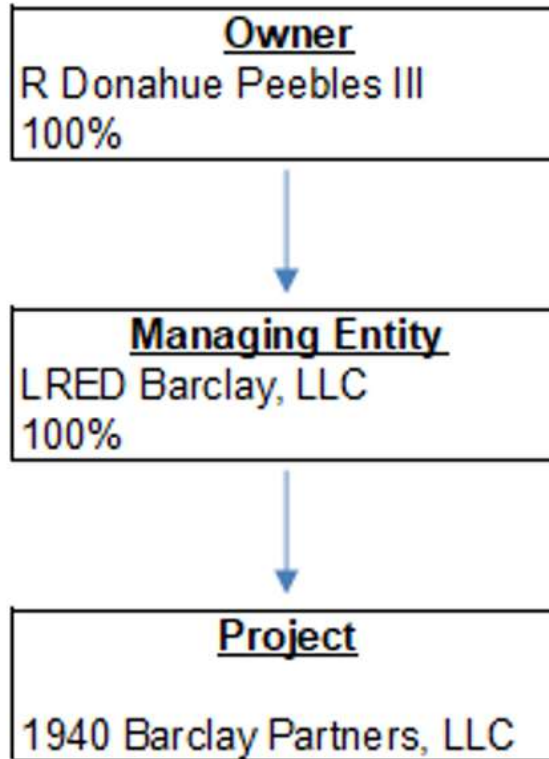 Owner
R Donahue Peebles III
100%
Managing Entity
LRED Barclay, LLC
100%
Project
1940 Barclay Partners, LLC